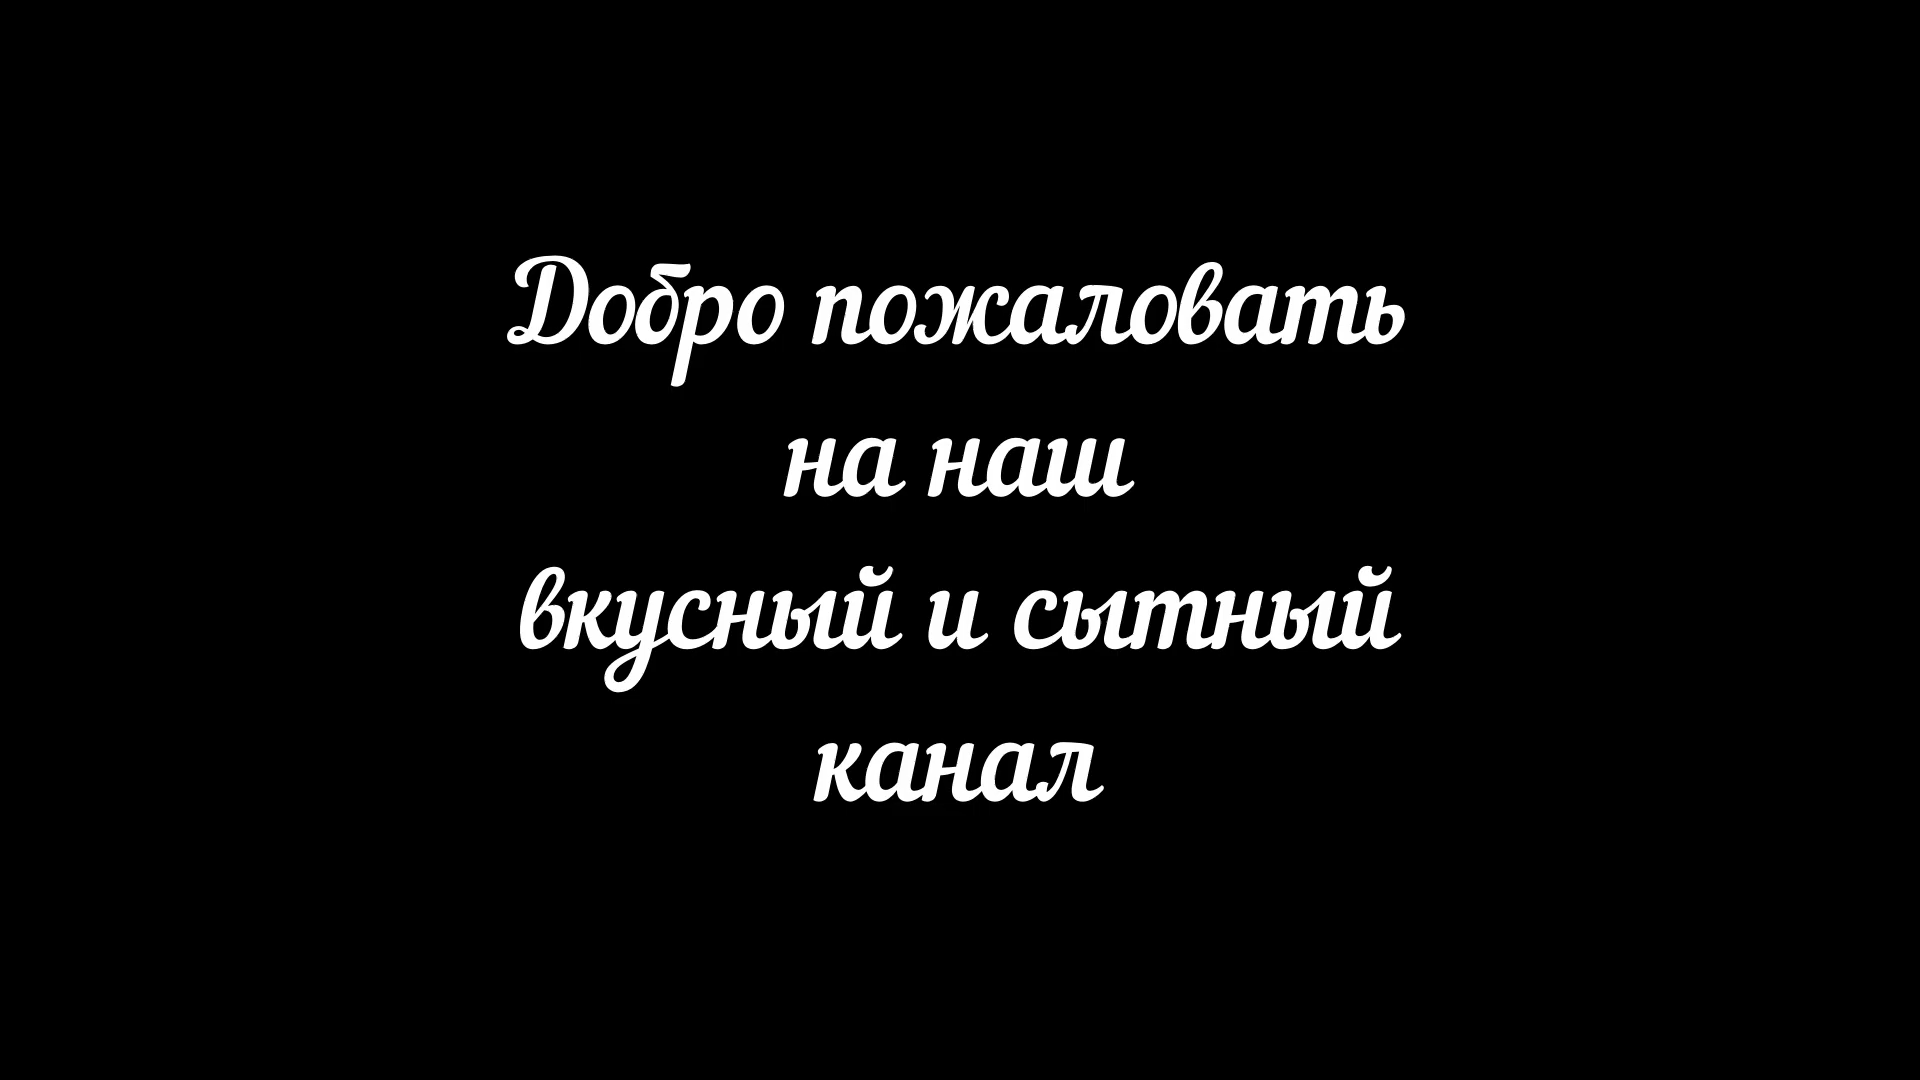 Добро пожаловать
на наш
вкусный и сытный
канал